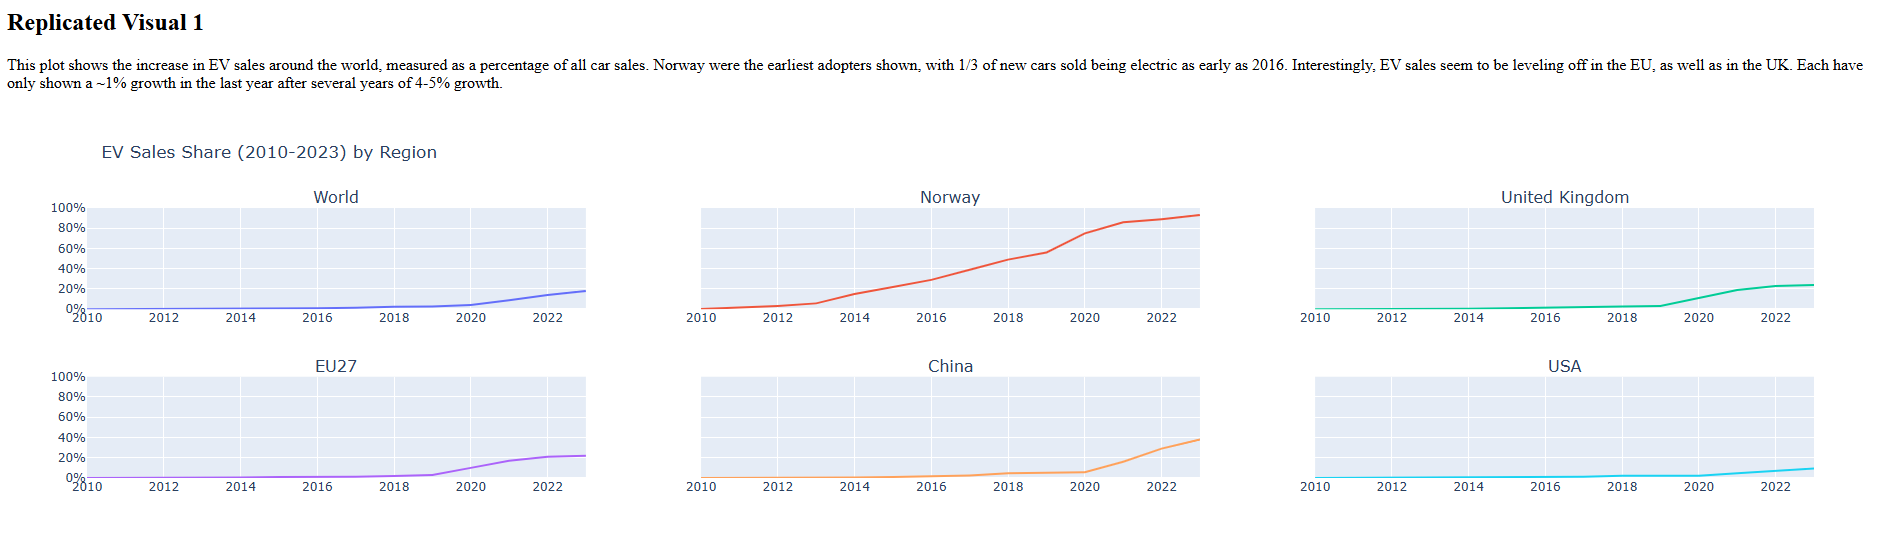 Replicated Visual 1
This plot shows the increase in EV sales around the world, measured as a percentage of all car sales. Norway were the earliest adopters shown, with 1/3 of new cars sold being electric as early as 2016. Interestingly, EV sales seem to be leveling off in the EU, as well as in the UK. Each have
only shown a ~1% growth in the last year after several years of 4-5% growth.
EV Sales Share (2010-2023) by Region
World Norway United Kingdom
100%
80%
60%
40%
20%
0%
2010 2012 2014 2016 2018 2020 2022 2010 2012 2014 2016 2018 2020 2022 2010 2012 2014 2016 2018 2020 2022
EU27 China USA
100%
80%
60%
40%
20%
0%
2010 2012 2014 2016 2018 2020 2022 2010 2012 2014 2016 2018 2020 2022 2010 2012 2014 2016 2018 2020 2022